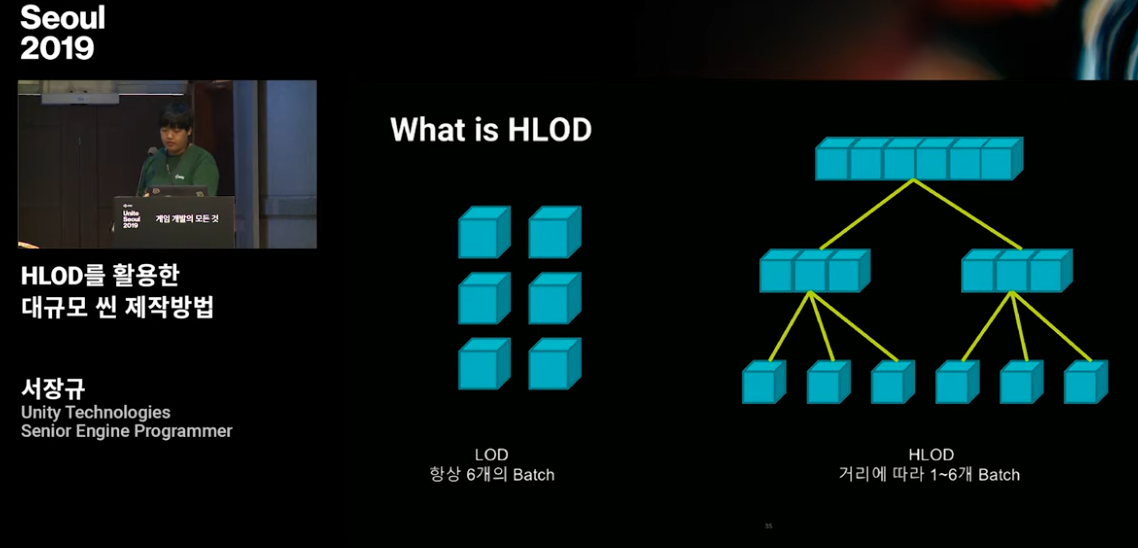 Seoul
2019
Unite
Seoul
2019
게임 개발의 모든 것
HLOD를 활용한
대규모 씬 제작방법
서장규
Unity Technologies
Senior Engine Programmer
What is HLOD
LOD
항상 6개의 Batch
HLOD
거리에 따라 1~6개 Batch